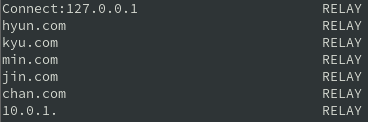 Connect:127.0.0.1 RELAY
hyun.com RELAY
kyu.com RELAY
min.com RELAY
jin.com RELAY
chan.com RELAY
10.0.1. RELAY